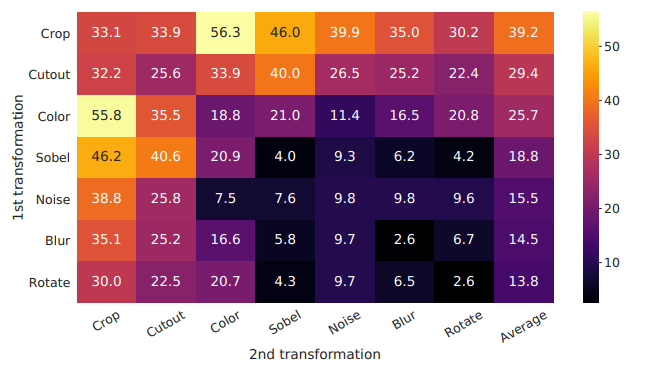 Crop 33.1 33.9 56.3 46.0 39.9 35.0 30.2 39.2
Cutout 32.2 25.6 33.9 40.0 26.5 25.2 22.4 29.4
Color 55.8 35.5 18.8 21.0 11.4 16.5 20.8 25.7
Sobel 46.2 40.6 20.9 4.0 9.3 6.2 4.2 18.8
Noise 38.8 25.8 7.5 7.6 9.8 9.8 9.6 15.5
Blur 35.1 25.2 16.6 5.8 9.7 2.6 6.7 14.5
Rotate 30.0 22.5 20.7 4.3 9.7 6.5 2.6 13.8
Crop Cutout Color Sobel Noise Blur Rotate Average
2nd transformation
1st transformation
50
40
30
20
10